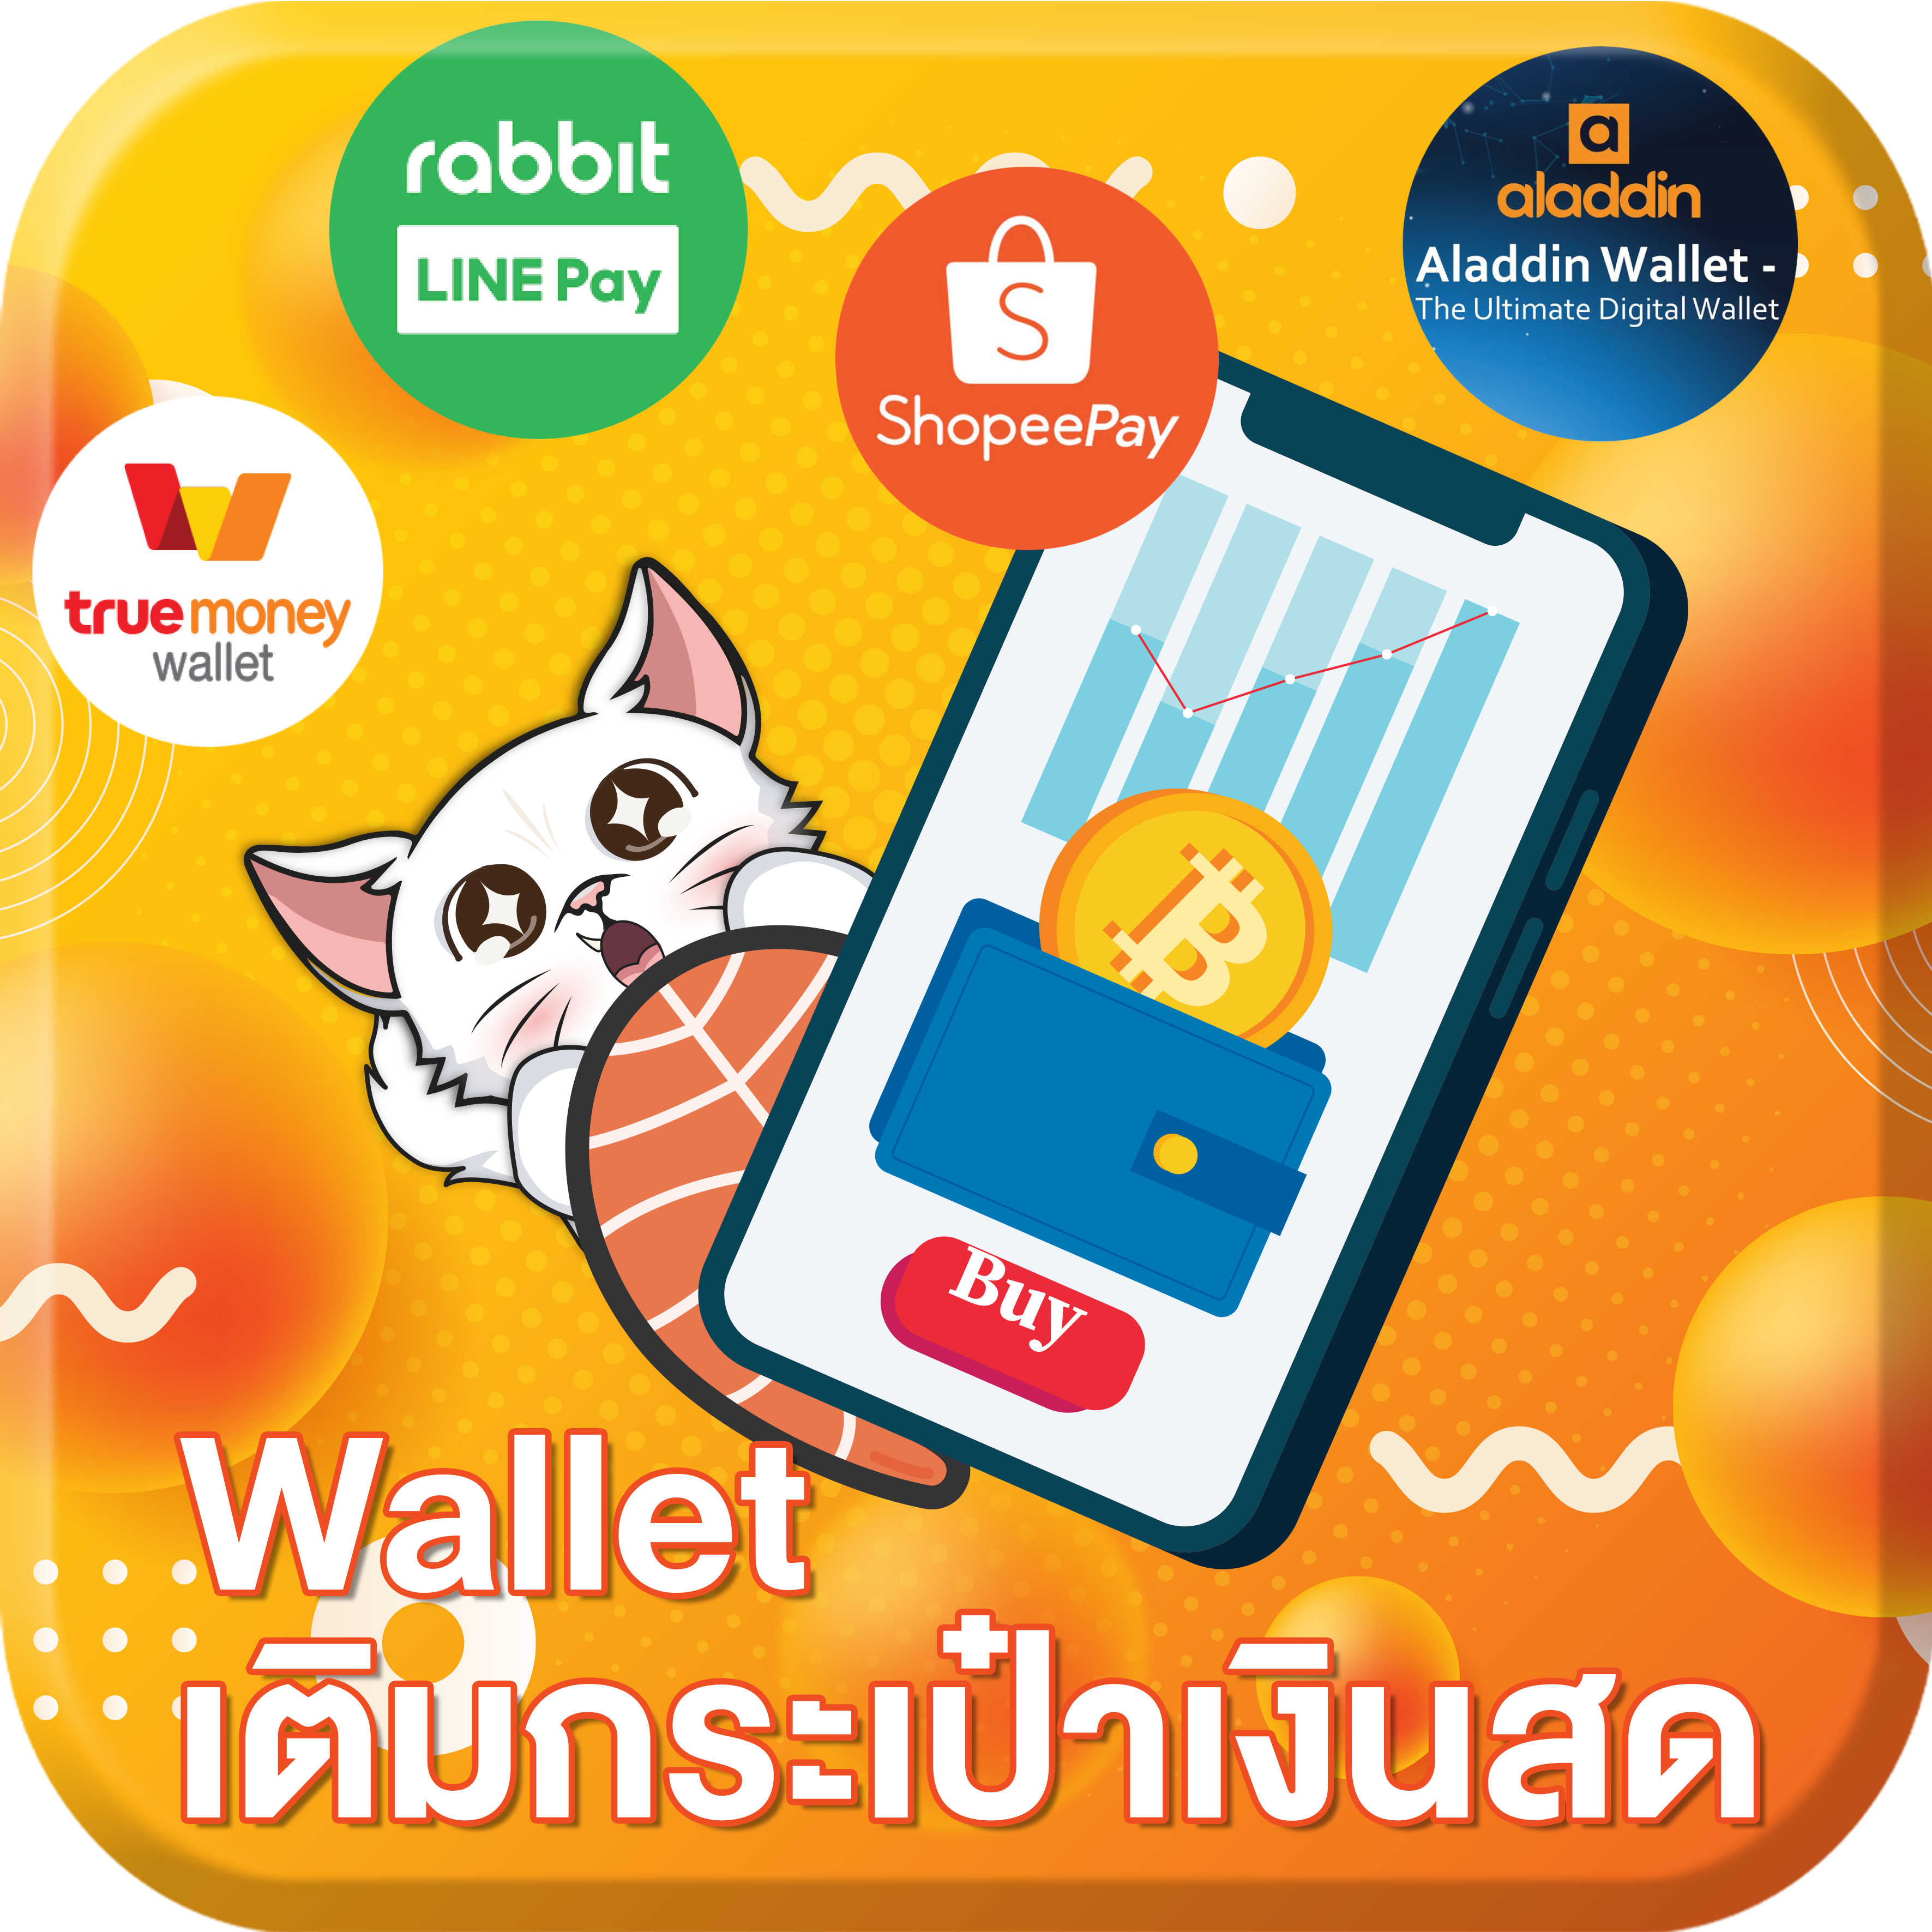 rabbit
LINE Pay
ShopeePay
a
aladdin
Aladdin Wallet -
The Ultimate Digital Wallet
truemoney
wallet
Buy
Wallet
เติมกระเป๋าเงินสด